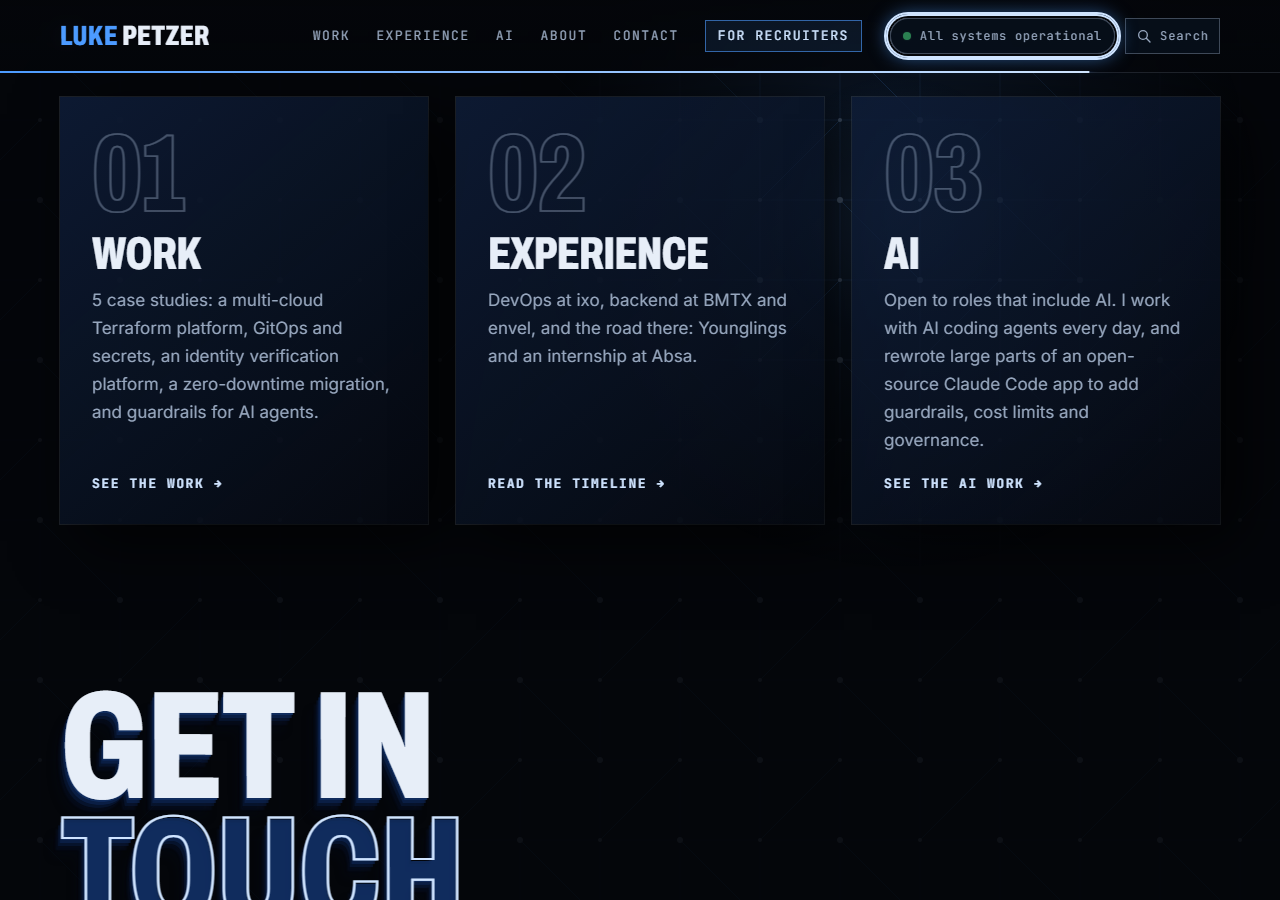 LUKE PETZER
WORK EXPERIENCE AI ABOUT CONTACT FOR RECRUITERS All systems operational Search
01
WORK
5 case studies: a multi-cloud
Terraform platform, GitOps and
secrets, an identity verification
platform, a zero-downtime migration,
and guardrails for AI agents.
SEE THE WORK →
02
EXPERIENCE
DevOps at ixo, backend at BMTX and
envel, and the road there: Younglings
and an internship at Absa.
READ THE TIMELINE →
03
AI
Open to roles that include AI. I work
with AI coding agents every day, and
rewrote large parts of an open-
source Claude Code app to add
guardrails, cost limits and
governance.
SEE THE AI WORK →
GET IN
TOUCH